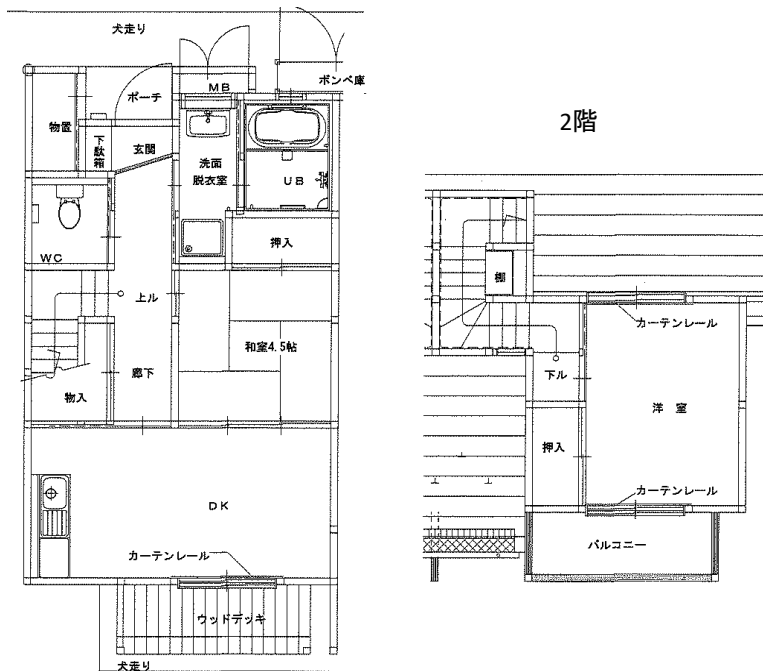 犬走り
ポーチ
MB
ボンベ庫
物置
下駄箱
玄関
洗面
脱衣室
UB
WC
押入
上ル
和室4.5帖
廊下
物入
DK
カーテンレール
ウッドデッキ
犬走り
2階
棚
カーテンレール
下ル
洋 室
押入
カーテンレール
バルコニー